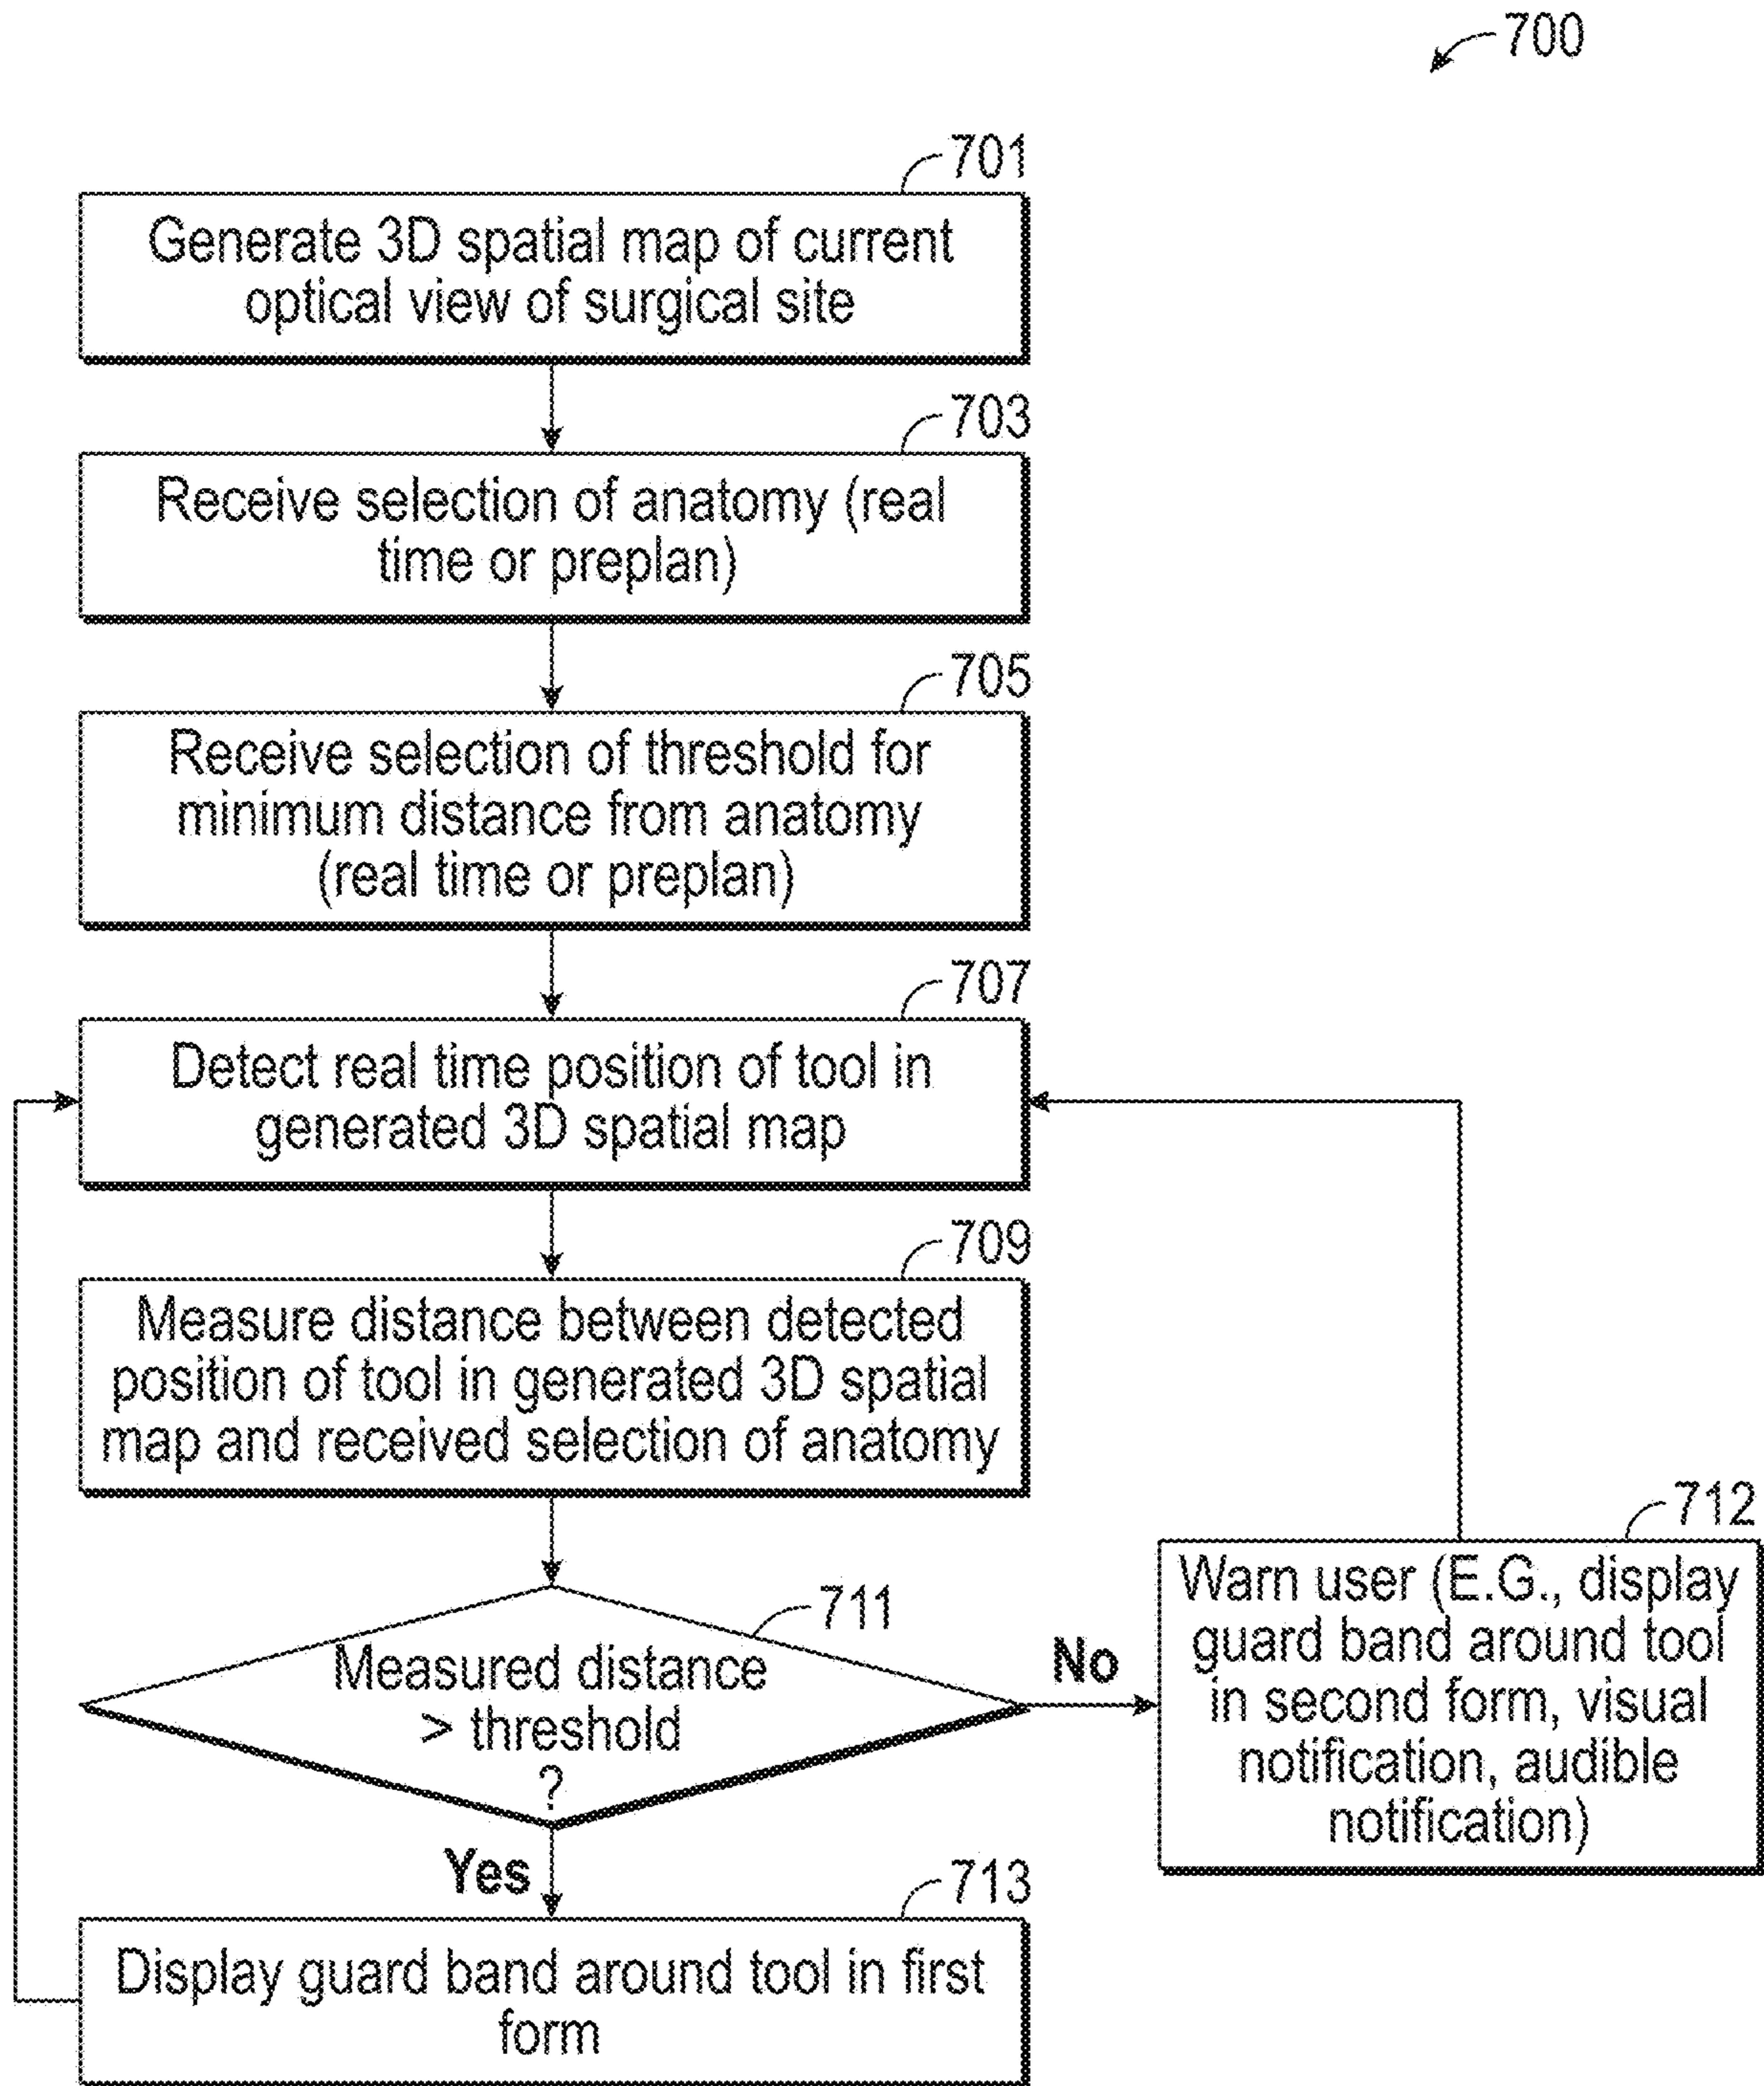 700
701
Generate 3D spatial map of current
optical view of surgical site
703
Receive selection of anatomy (real
time or preplan)
705
Receive selection of threshold for
minimum distance from anatomy
(real time or preplan)
707
Detect real time position of tool in
generated 3D spatial map
709
Measure distance between detected
position of tool in generated 3D spatial
map and received selection of anatomy
711
Measured distance
> threshold
?
No
712
Warn user (E.G., display
guard band around tool
in second form, visual
notification, audible
notification)
Yes
713
Display guard band around tool in first
form